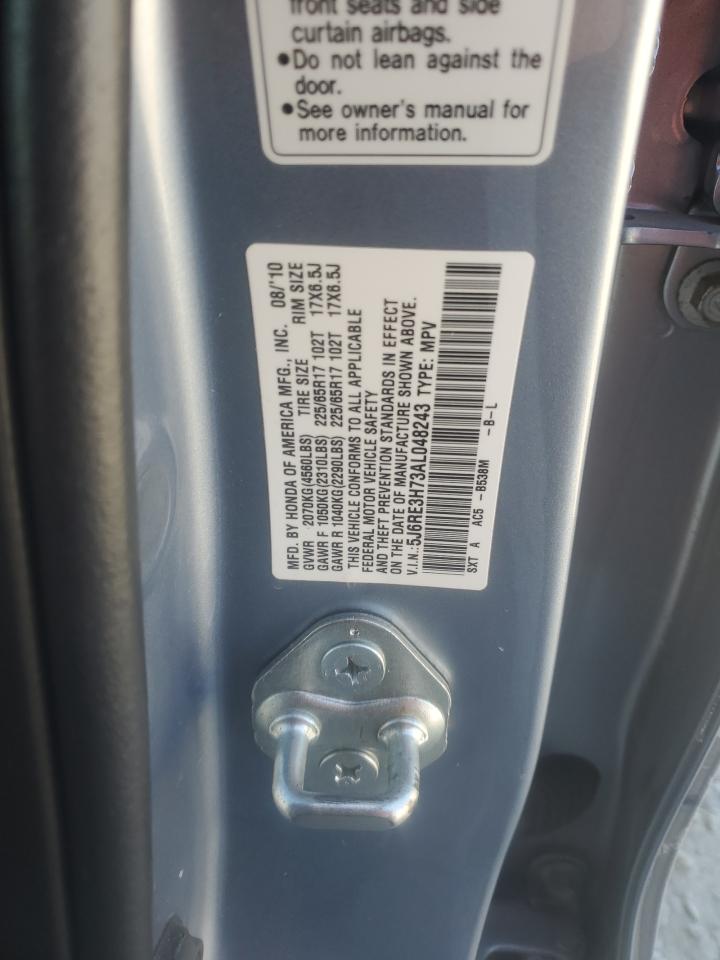 front seats and side
curtain airbags.
•Do not lean against the
door.
•See owner's manual for
more information.
MFD. BY HONDA OF AMERICA MFG., INC. 08/'10
GVWR 2070KG(4560LBS) TIRE SIZE RIM SIZE
GAWR F 1050KG(2310LBS) 225/65R17 102T 17X6.5J
GAWR R 1040KG(2290LBS) 225/65R17 102T 17X6.5J
THIS VEHICLE CONFORMS TO ALL APPLICABLE
FEDERAL MOTOR VEHICLE SAFETY
AND THEFT PREVENTION STANDARDS IN EFFECT
ON THE DATE OF MANUFACTURE SHOWN ABOVE.
V.I.N.:5J6RE3H73AL048243 TYPE: MPV
SXT A AC5 -B538M -B-L